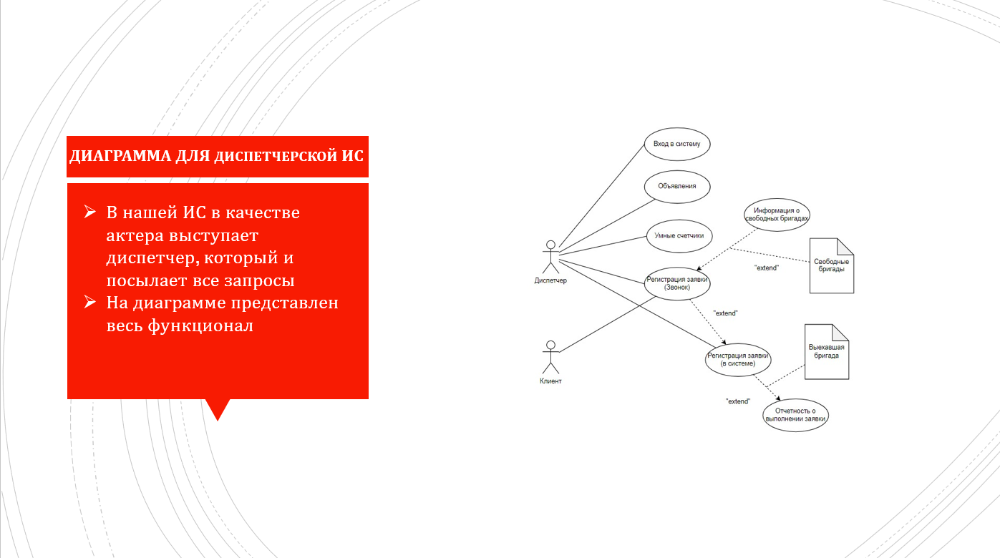 ДИАГРАММА ДЛЯ ДИСПЕТЧЕРСКОЙ ИС
В нашей ИС в качестве
актера выступает
диспетчер, который и
посылает все запросы
На диаграмме представлен
весь функционал
Вход в систему
Объявления
Информация о
свободных бригадах
Умные счетчики
Свободные
бригады
"extend"
Диспетчер
Регистрация заявки
(Звонок)
"extend"
Выехавшая
бригада
Регистрация заявки
(в системе)
Клиент
"extend"
Отчетность о
выполнении заявки